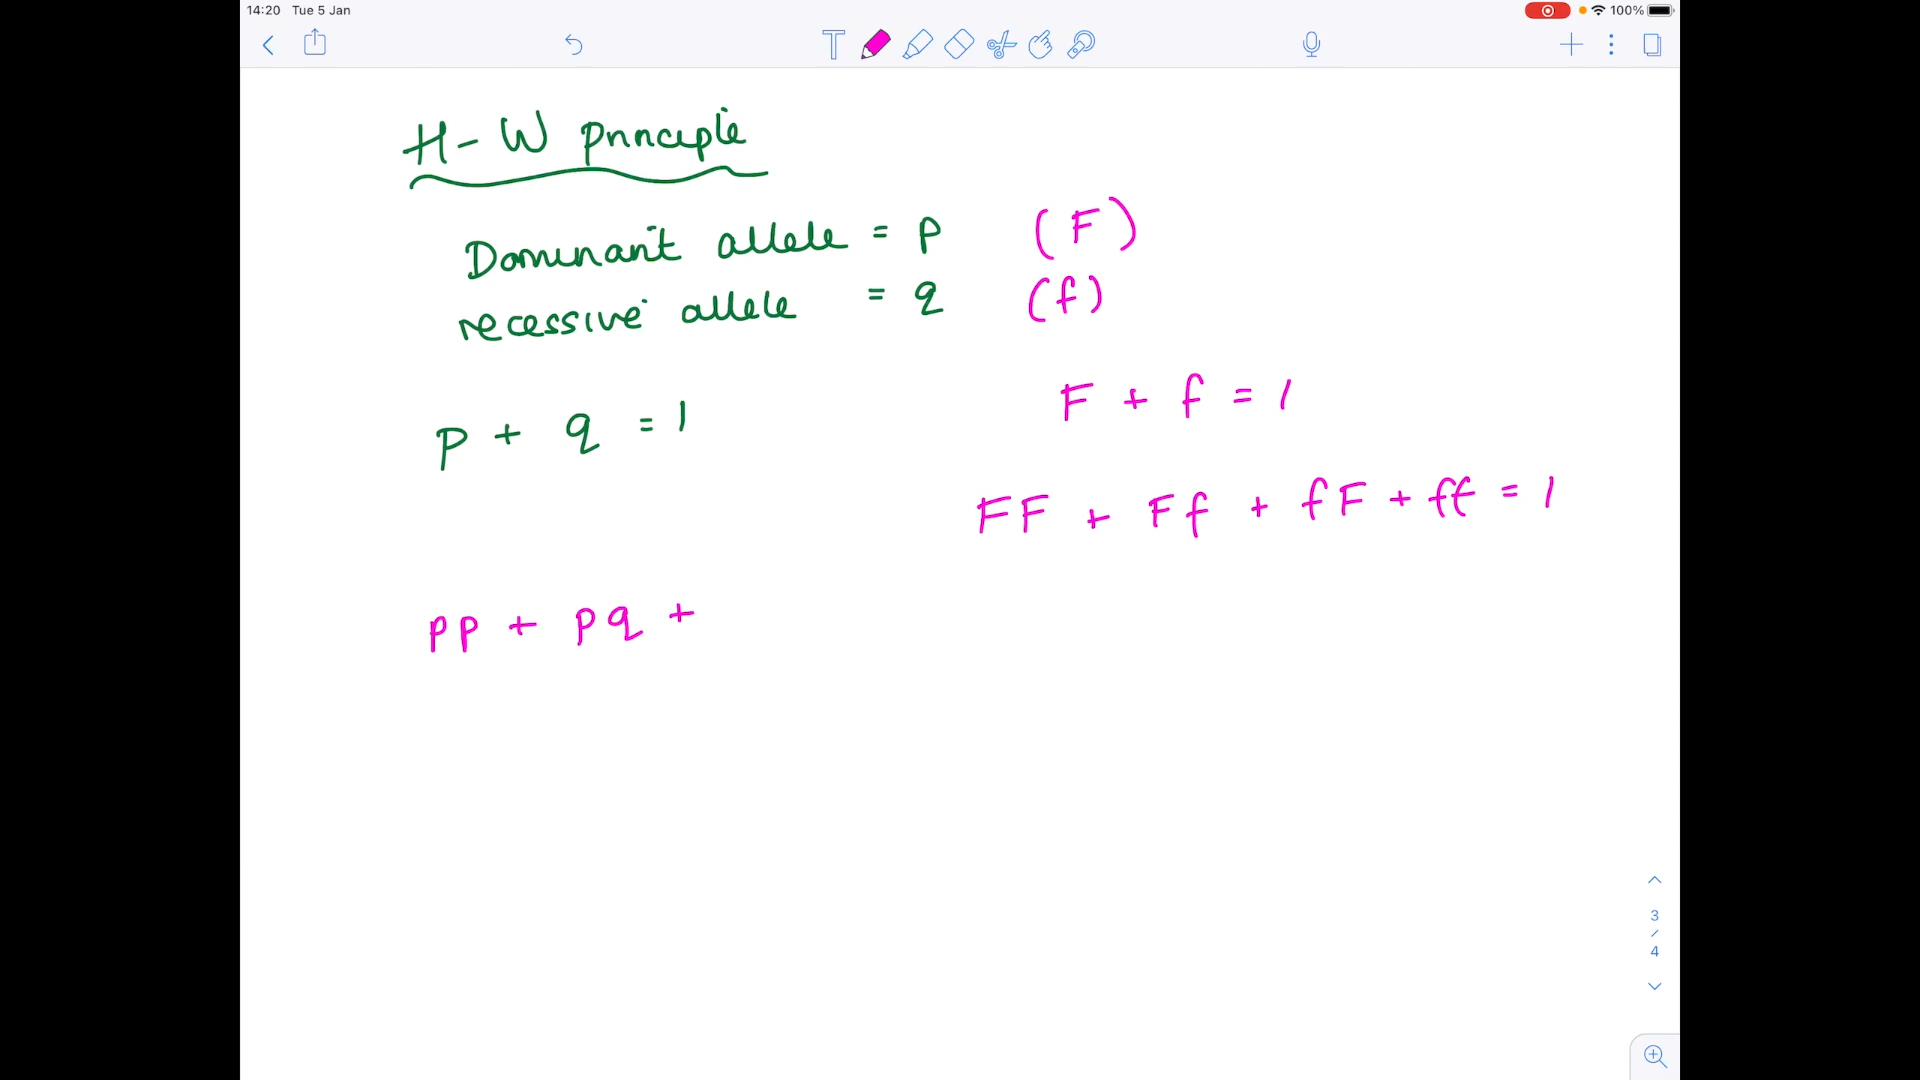 14:20 Tue 5 Jan 100%
T
H-W principle
Dominant allele = p (F)
recessive allele = q (f)
F + f = 1
p + q = 1
FF + Ff + fF + ff = 1
pp + pq +
3
/
4